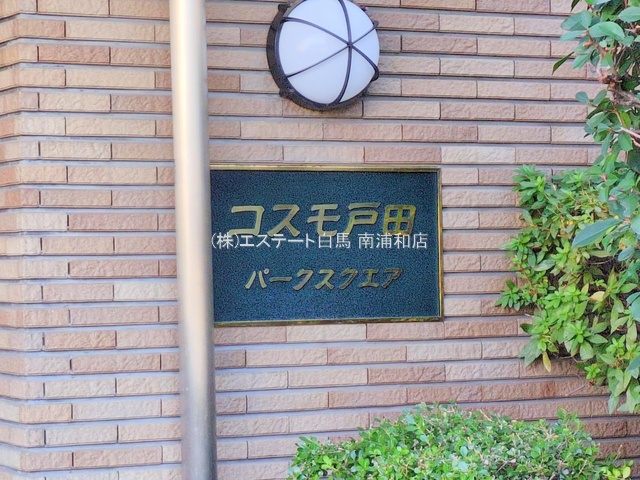 コスモ戸田
(株)エステート白馬 南浦和店
パークスクエア